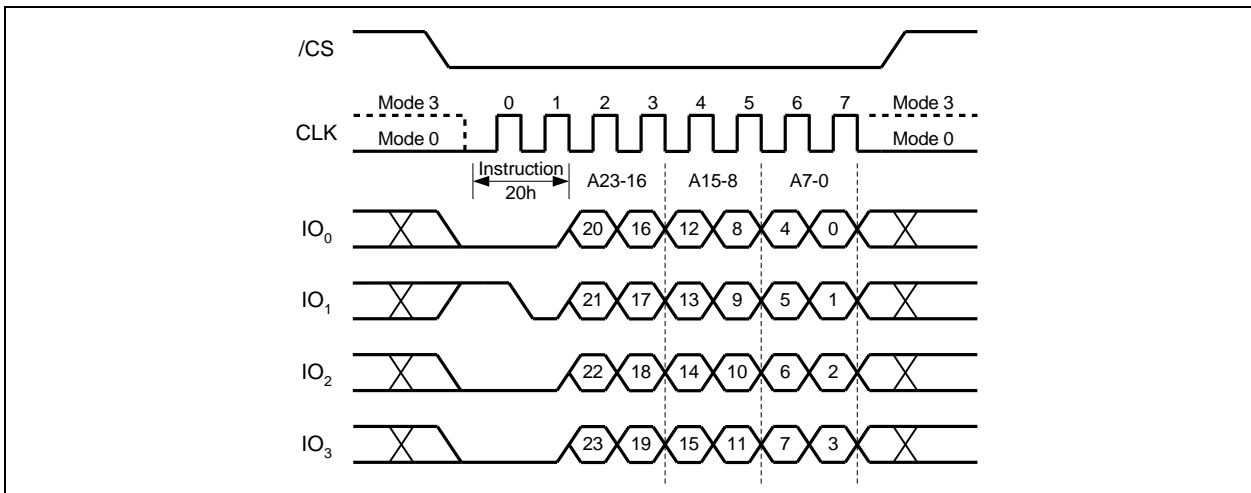 /CS
Mode 3 0 1 2 3 4 5 6 7 Mode 3
CLK
Mode 0 Mode 0
Instruction
20h
A23-16 A15-8 A7-0
IO0 20 16 12 8 4 0
IO1 21 17 13 9 5 1
IO2 22 18 14 10 6 2
IO3 23 19 15 11 7 3